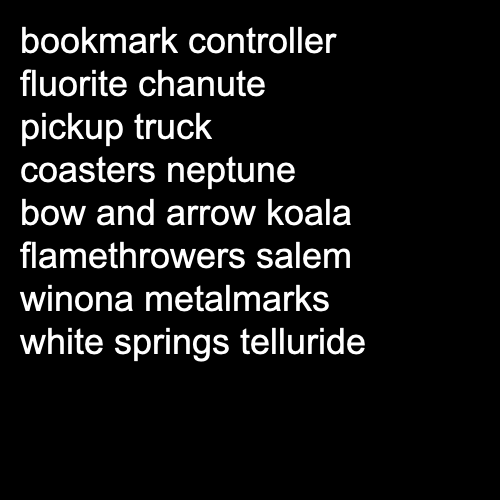 bookmark controller
fluorite chanute
pickup truck
coasters neptune
bow and arrow koala
flamethrowers salem
winona metalmarks
white springs telluride